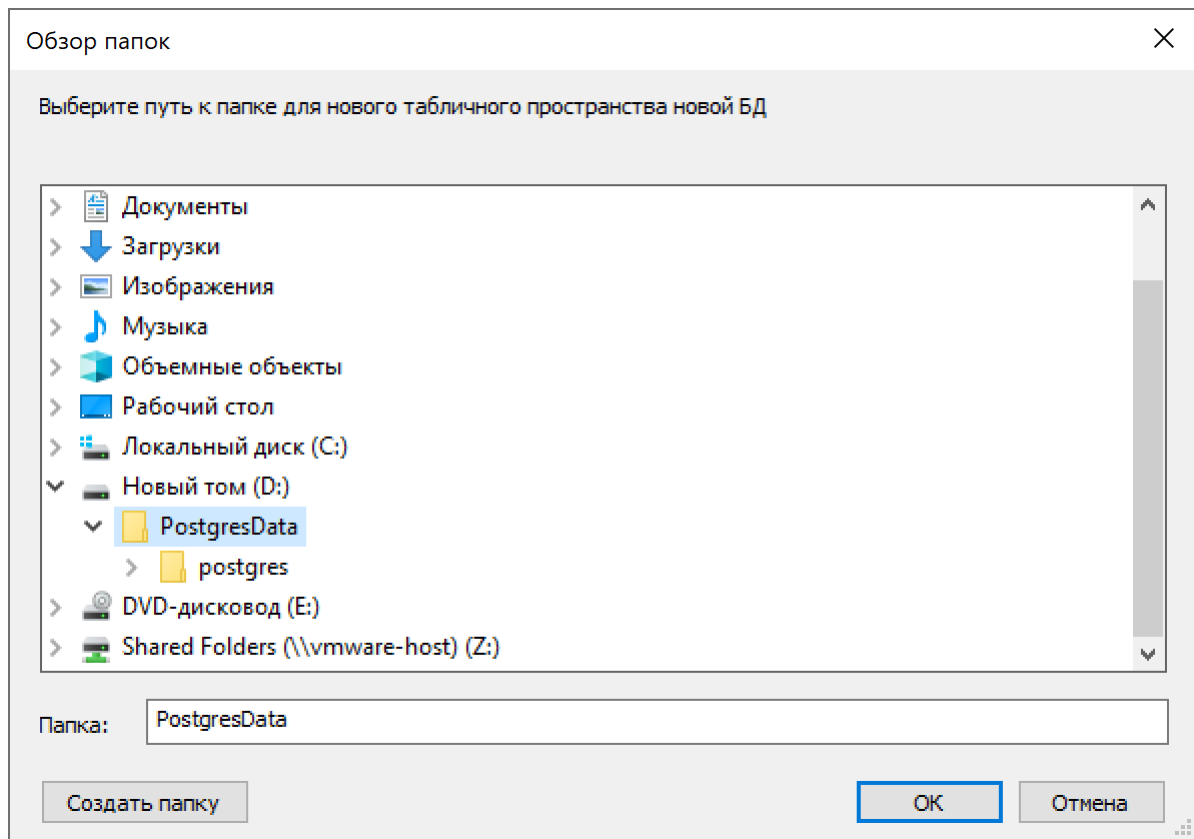 Обзор папок
Выберите путь к папке для нового табличного пространства новой БД
Документы
Загрузки
Изображения
Музыка
Объемные объекты
Рабочий стол
Локальный диск (C:)
Новый том (D:)
PostgresData
postgres
DVD-дисковод (E:)
Shared Folders (\\vmware-host) (Z:)
Папка: PostgresData
Создать папку ОК Отмена